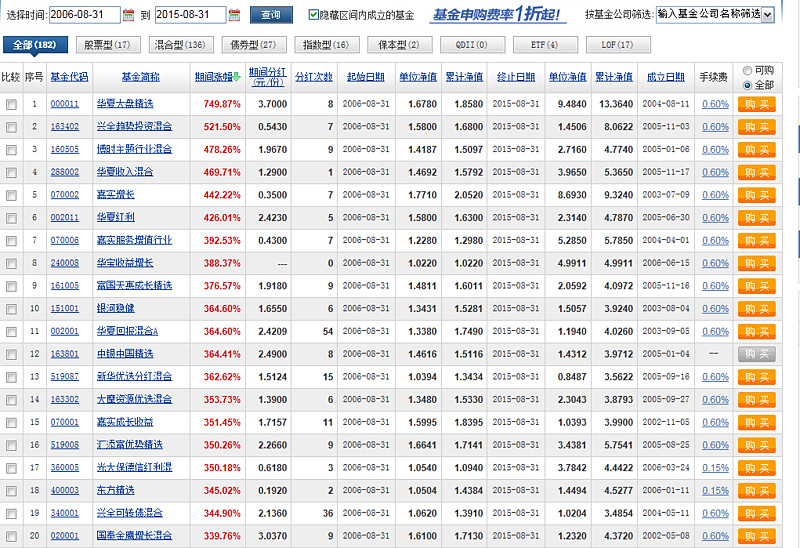 选择时间: 2006-08-31 到 2015-08-31 查询 隐藏区间内成立的基金 基金申购费率1折起! 按基金公司筛选: 输入基金公司名称筛选
全部(182) 股票型(17) 混合型(136) 债券型(27) 指数型(16) 保本型(2) QDII(0) ETF(4) LOF(17)
比较 序号 基金代码 基金简称 期间涨幅 期间分红(元/份) 分红次数 起始日期 单位净值 累计净值 终止日期 单位净值 累计净值 成立日期 手续费 可购 全部
1 000011 华夏大盘精选 749.87% 3.7000 8 2006-08-31 1.6780 1.8580 2015-08-31 9.4840 13.3640 2004-08-11 0.60% 购买
2 163402 兴全趋势投资混合 521.50% 0.5430 7 2006-08-31 1.5800 1.6800 2015-08-31 1.4506 8.0622 2005-11-03 0.60% 购买
3 160505 博时主题行业混合 478.26% 1.9670 9 2006-08-31 1.4187 1.5097 2015-08-31 2.7160 4.7740 2005-01-06 0.60% 购买
4 288002 华夏收入混合 469.71% 1.2900 1 2006-08-31 1.4692 1.5792 2015-08-31 3.9650 5.3650 2005-11-17 0.60% 购买
5 070002 嘉实增长 442.22% 0.3500 7 2006-08-31 1.7710 2.0520 2015-08-31 8.6930 9.3240 2003-07-09 0.60% 购买
6 002011 华夏红利 426.01% 2.4230 5 2006-08-31 1.5800 1.6300 2015-08-31 2.3140 4.7870 2005-06-30 0.60% 购买
7 070006 嘉实服务增值行业 392.53% 0.4300 7 2006-08-31 1.2280 1.2980 2015-08-31 5.2850 5.7850 2004-04-01 0.60% 购买
8 240008 华宝收益增长 388.37% --- 0 2006-08-31 1.0220 1.0220 2015-08-31 4.9911 4.9911 2006-06-15 0.60% 购买
9 161005 富国天惠成长精选 376.57% 1.9180 9 2006-08-31 1.4811 1.6011 2015-08-31 2.0592 4.0972 2005-11-16 0.60% 购买
10 151001 银河稳健 364.60% 1.6550 6 2006-08-31 1.3431 1.5281 2015-08-31 1.5057 3.9240 2003-08-04 0.60% 购买
11 002001 华夏回报混合A 364.60% 2.4209 54 2006-08-31 1.3380 1.7490 2015-08-31 1.1940 4.0260 2003-09-05 0.60% 购买
12 163801 中银中国精选 364.41% 2.4900 8 2006-08-31 1.4616 1.5116 2015-08-31 1.4312 3.9712 2005-01-04 -- 购买
13 519087 新华优选分红混合 362.62% 1.5124 15 2006-08-31 1.0394 1.3434 2015-08-31 0.8487 3.5622 2005-09-16 0.60% 购买
14 163302 大摩资源优选混合 353.73% 1.3900 6 2006-08-31 1.3480 1.5330 2015-08-31 2.3043 3.8793 2005-09-27 0.60% 购买
15 070001 嘉实成长收益 351.45% 1.7157 11 2006-08-31 1.5995 1.8395 2015-08-31 1.0393 3.9900 2002-11-05 0.60% 购买
16 519008 汇添富优势精选 350.26% 2.2660 9 2006-08-31 1.6641 1.7141 2015-08-31 3.4381 5.7541 2005-08-25 0.60% 购买
17 360005 光大保德信红利混 350.18% 0.6180 3 2006-08-31 1.0540 1.0940 2015-08-31 3.7842 4.4422 2006-03-24 0.15% 购买
18 400003 东方精选 345.02% 0.1920 2 2006-08-31 1.0504 1.4384 2015-08-31 1.4494 4.5277 2006-01-11 0.15% 购买
19 340001 兴全可转债混合 344.90% 2.1360 36 2006-08-31 1.0620 1.3910 2015-08-31 1.0204 3.4854 2004-05-11 0.60% 购买
20 020001 国泰金鹰增长混合 339.76% 3.0370 9 2006-08-31 1.6100 1.7130 2015-08-31 1.2320 4.3720 2002-05-08 0.60% 购买